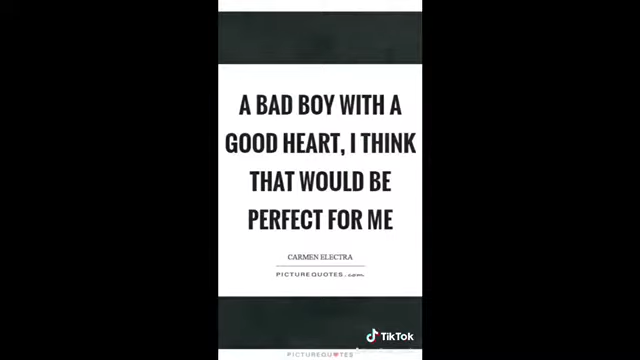 A BAD BOY WITH A
GOOD HEART, I THINK
THAT WOULD BE
PERFECT FOR ME
CARMEN ELECTRA
PICTUREQUOTES.com
TikTok
PICTUREQUOTES